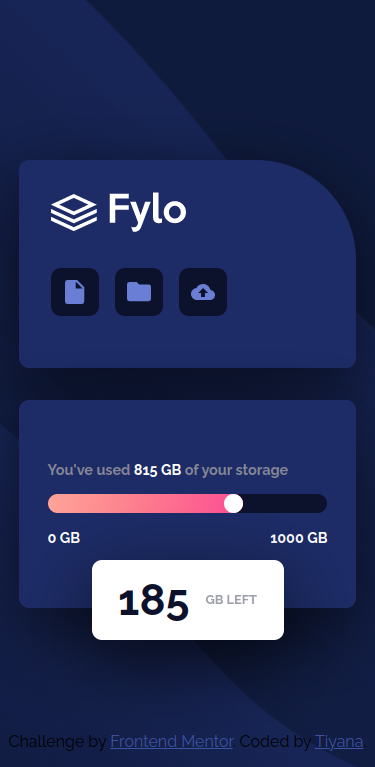 Fylo
You've used 815 GB of your storage
0 GB 1000 GB
185 GB LEFT
Challenge by Frontend Mentor Coded by Tiyana